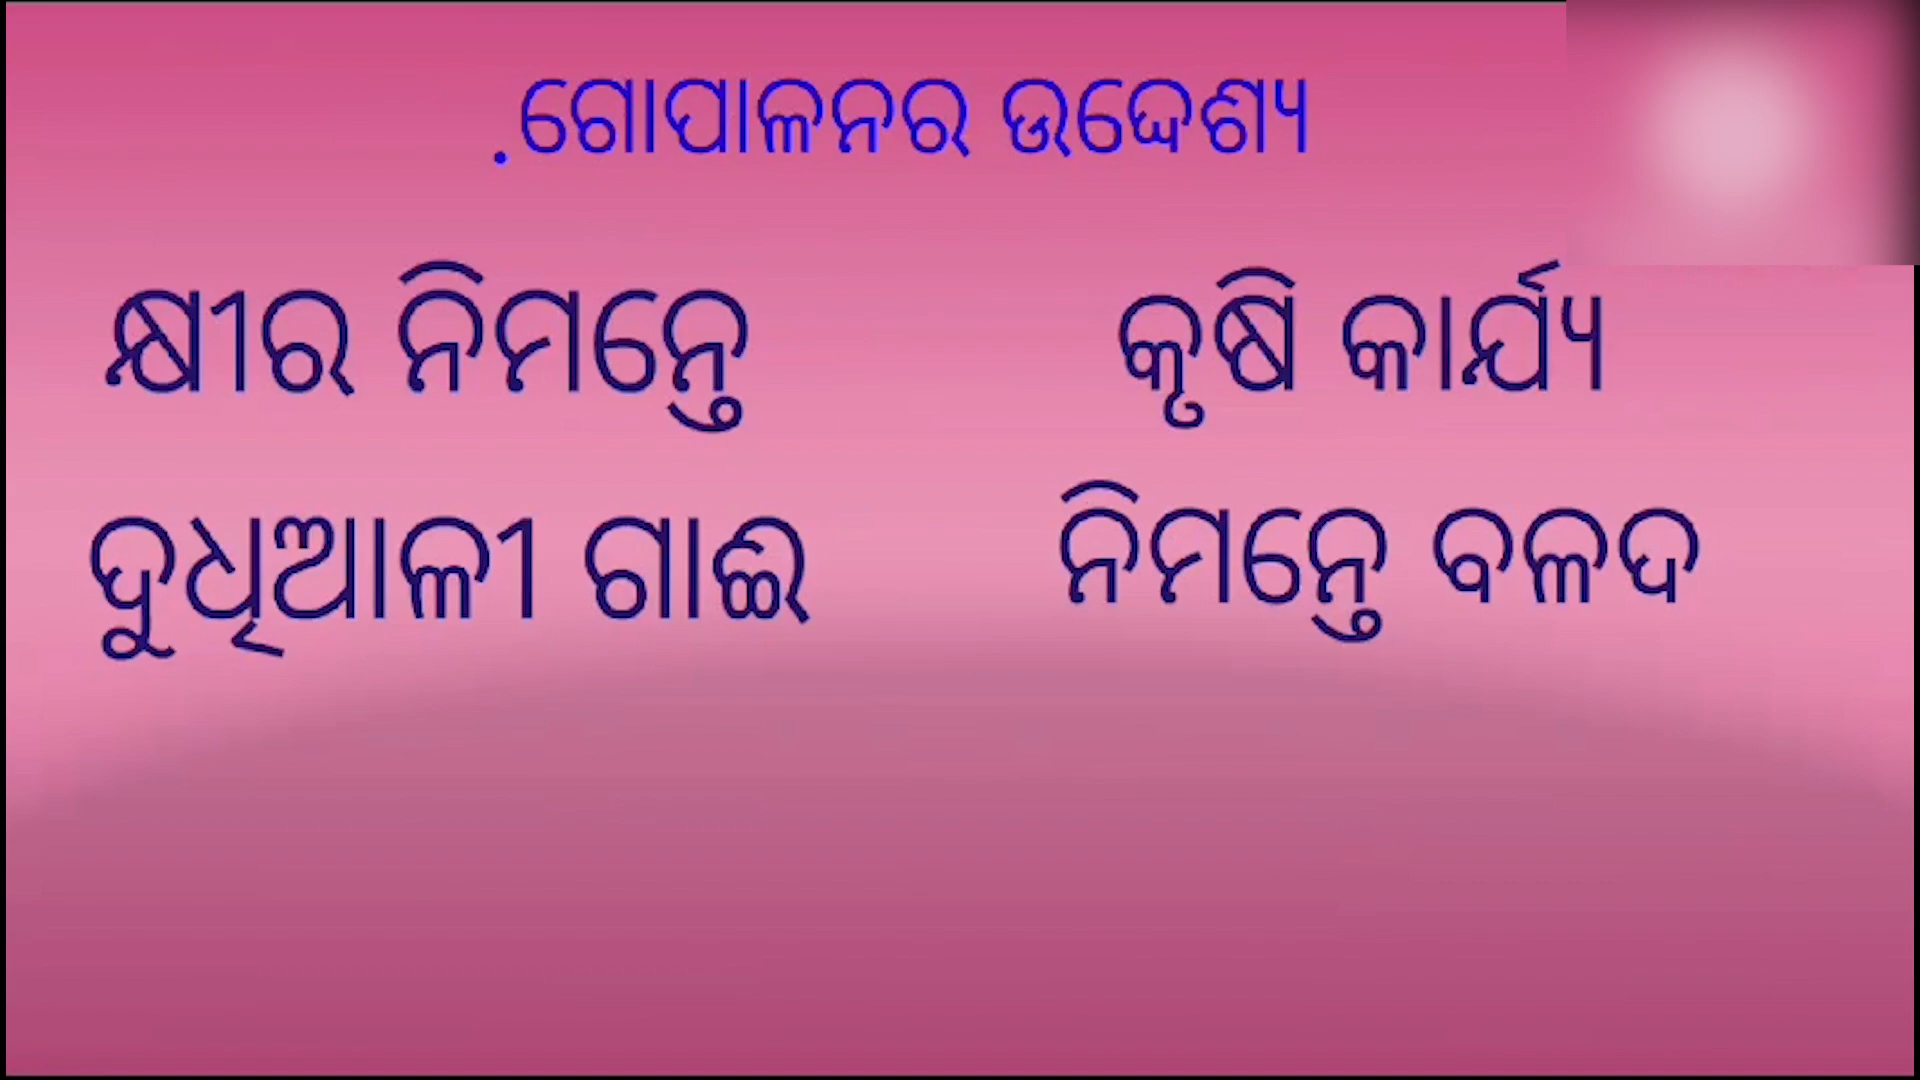 ଗୋପାଳନର ଉଦ୍ଦେଶ୍ୟ
କ୍ଷୀର ନିମନ୍ତେ
ଦୁଧିଆଳୀ ଗାଈ
କୃଷି କାର୍ଯ୍ୟ
ନିମନ୍ତେ ବଳଦ